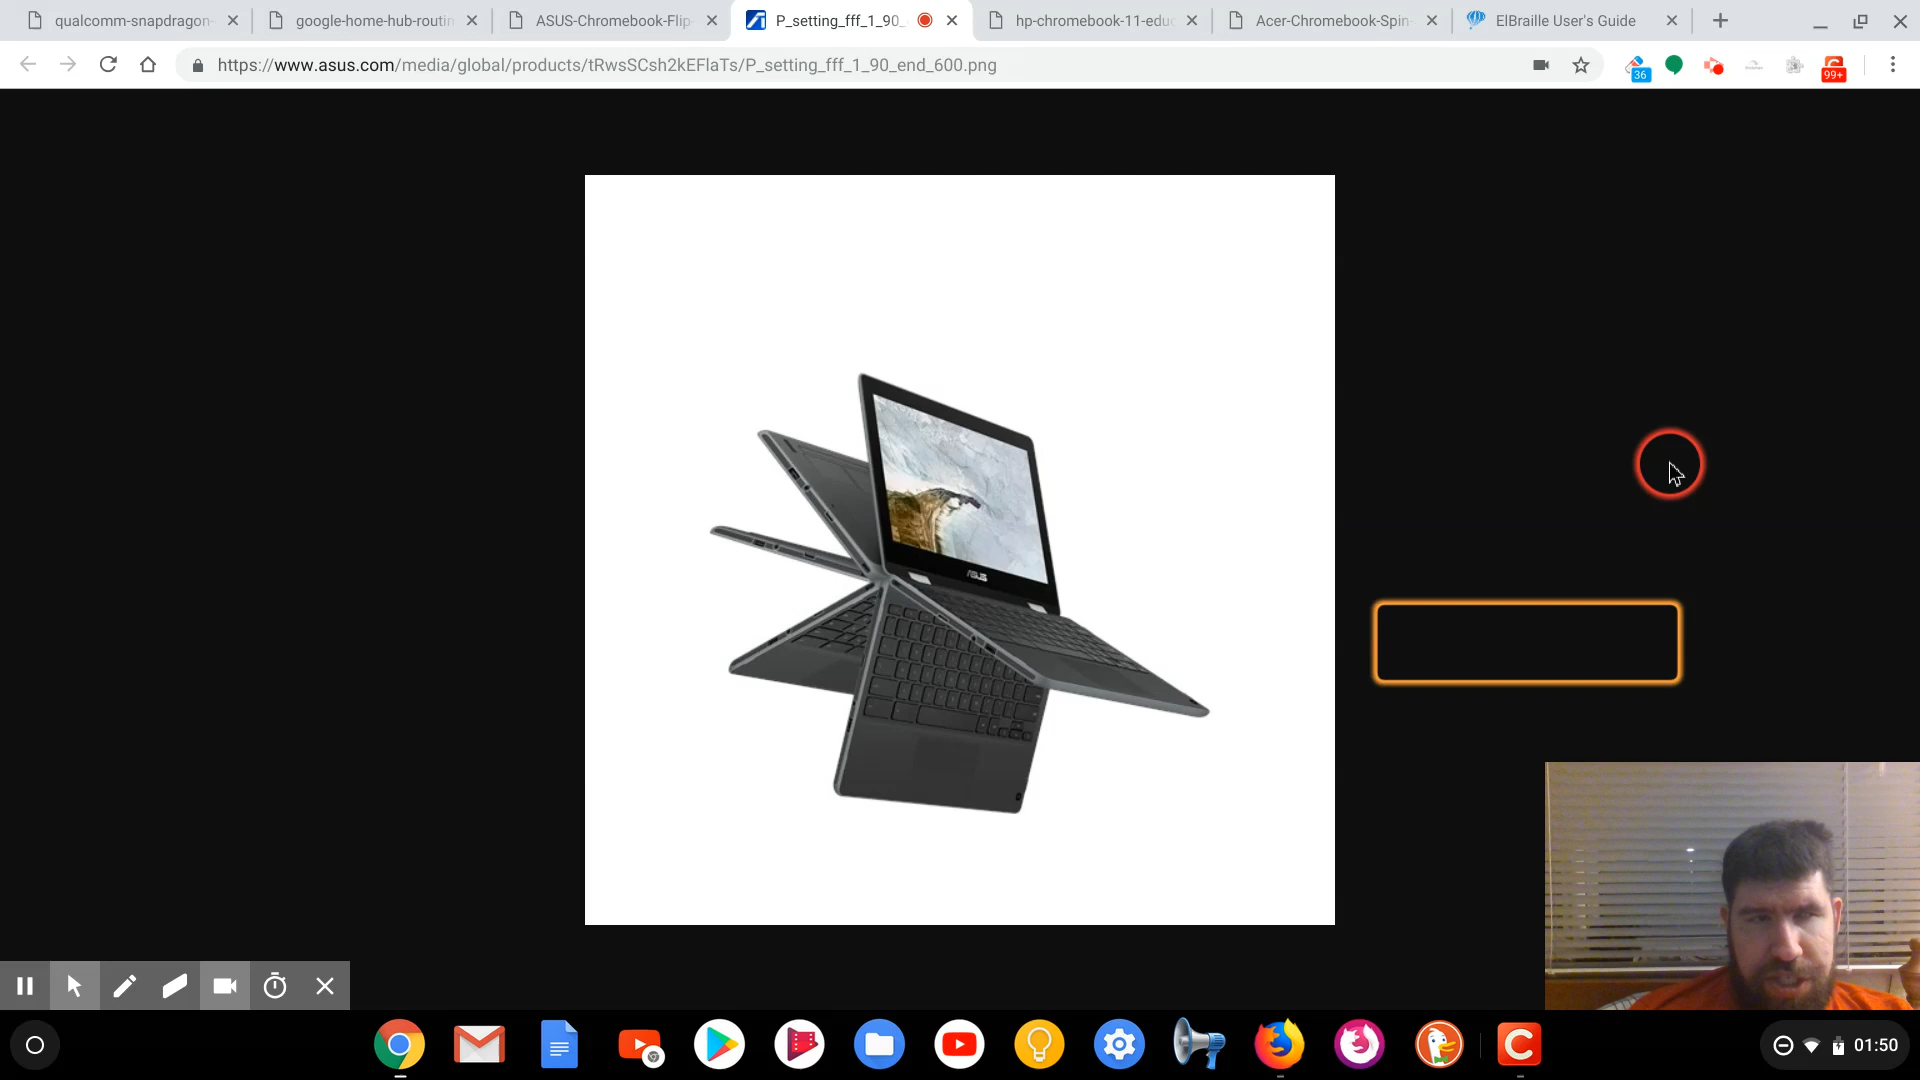 qualcomm-snapdragon-
google-home-hub-routin
ASUS-Chromebook-Flip-
P_setting_fff_1_90_
hp-chromebook-11-educ
Acer-Chromebook-Spin-
ElBraille User's Guide
https://www.asus.com/media/global/products/tRwsSCsh2kEFlaTs/P_setting_fff_1_90_end_600.png
36
99+
ASUS
01:50